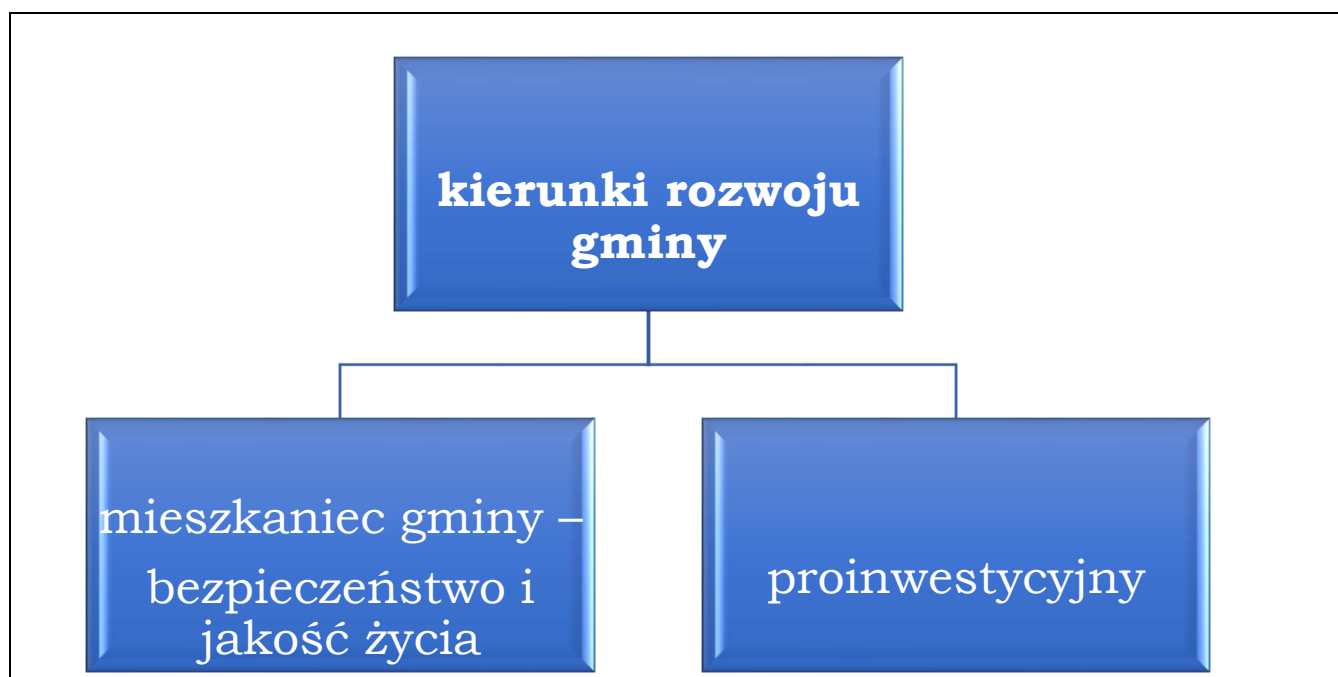 kierunki rozwoju
gminy
mieszkaniec gminy –
bezpieczeństwo i
jakość życia
proinwestycyjny